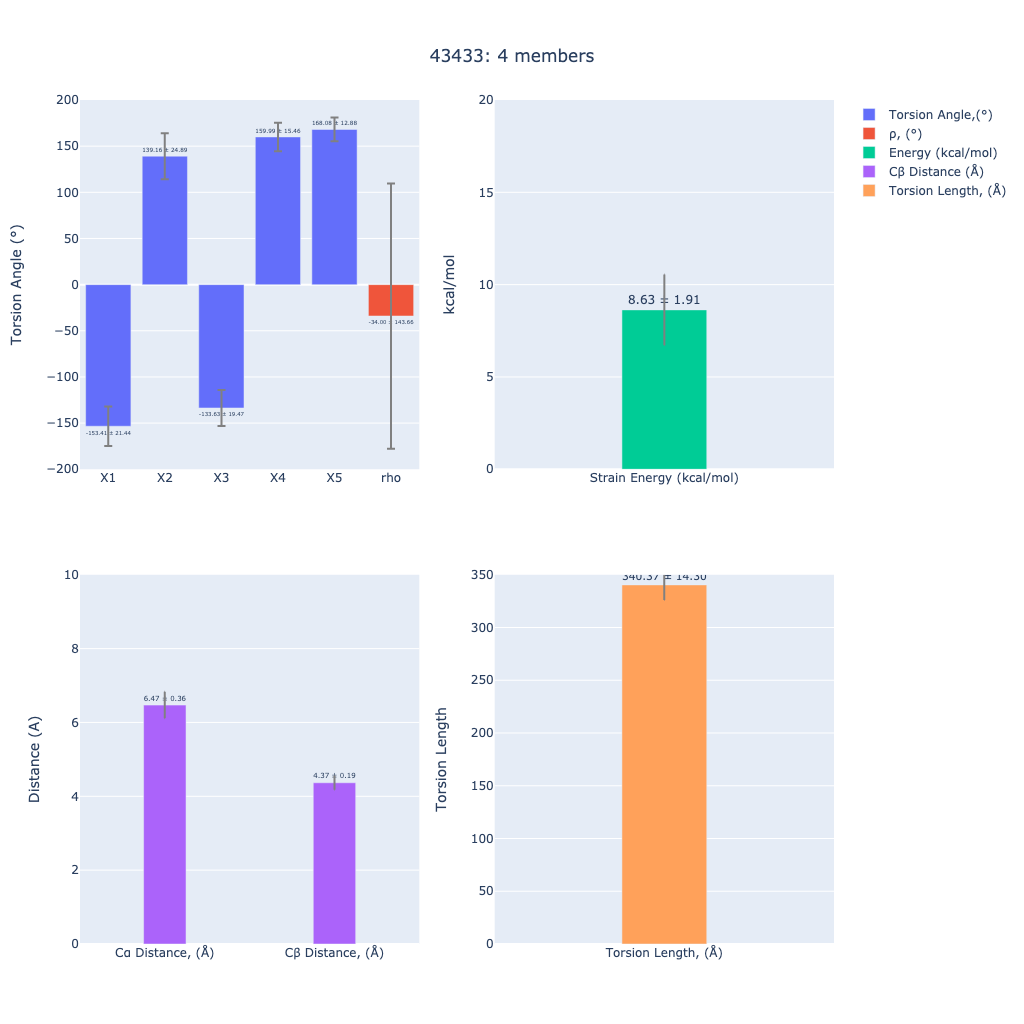 43433: 4 members
Torsion Angle (°)
200
150
100
50
0
−50
−100
−150
−200
-153.41 ± 21.44
139.16 ± 24.89
-133.63 ± 19.47
159.99 ± 15.46
168.08 ± 12.88
-34.00 ± 143.66
X1 X2 X3 X4 X5 rho
kcal/mol
20
15
10
5
0
8.63 ± 1.91
Strain Energy (kcal/mol)
Torsion Angle,(°)
ρ, (°)
Energy (kcal/mol)
Cβ Distance (Å)
Torsion Length, (Å)
Distance (A)
10
8
6
4
2
0
6.47 ± 0.36
4.37 ± 0.19
Cα Distance, (Å) Cβ Distance, (Å)
Torsion Length
350
300
250
200
150
100
50
0
340.37 ± 14.30
Torsion Length, (Å)